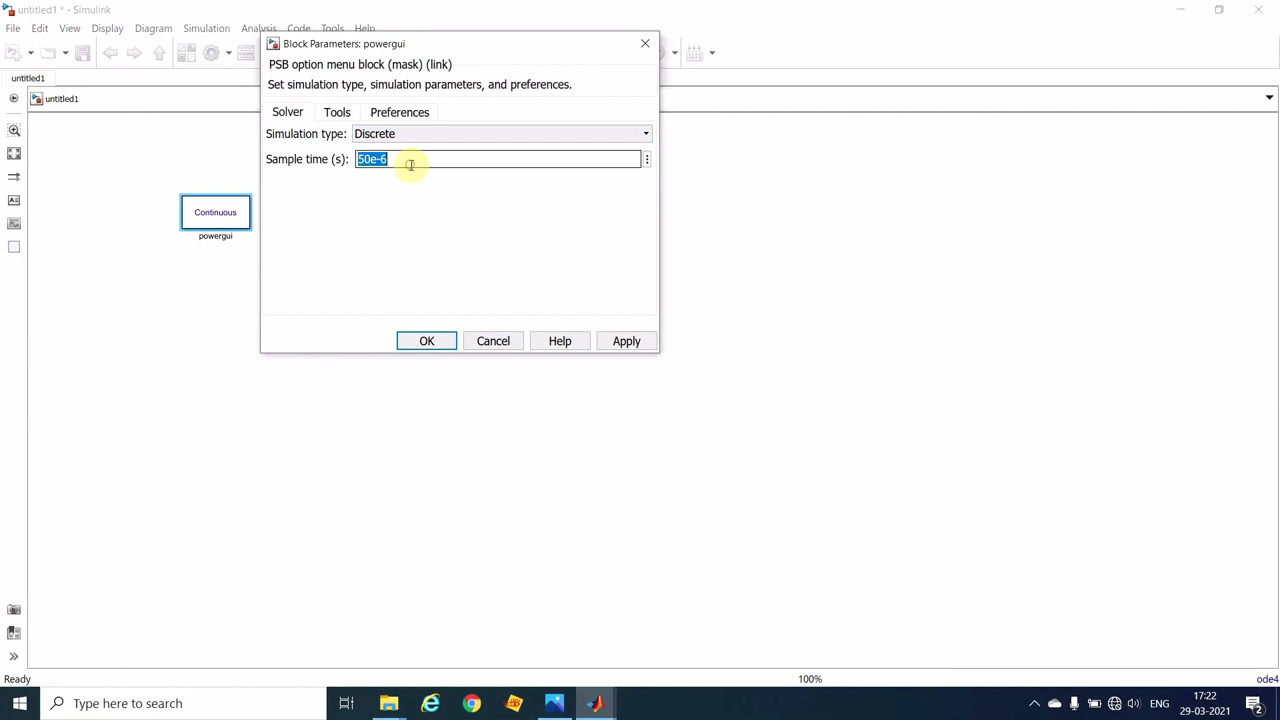 untitled1 * - Simulink
File Edit View Display Diagram Simulation Analysis Code Tools Help
untitled1
untitled1
Block Parameters: powergui
PSB option menu block (mask) (link)
Set simulation type, simulation parameters, and preferences.
Solver Tools Preferences
Simulation type: Discrete
Sample time (s): 50e-6
Continuous
powergui
OK Cancel Help Apply
Ready 100% ode4
Type here to search
ENG
17:22
29-03-2021
2